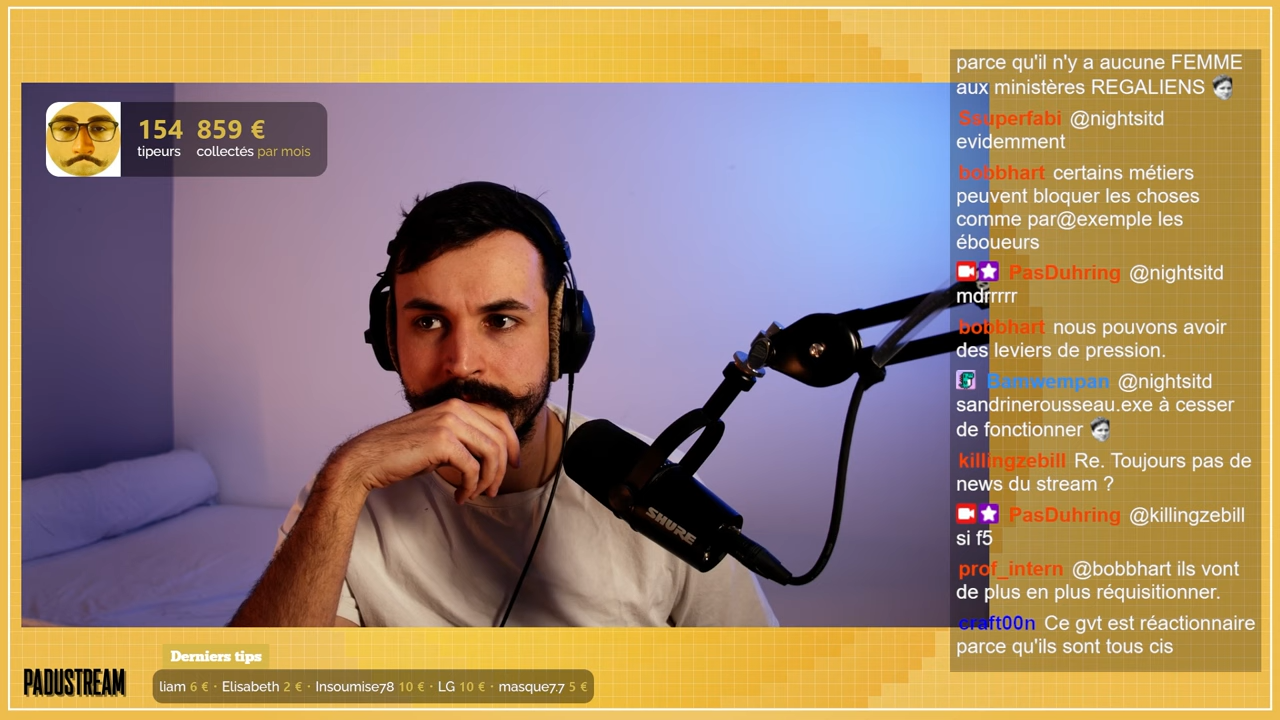 154 859 €
tipeurs collectés par mois
SHURE
parce qu'il n'y a aucune FEMME
aux ministères REGALIENS
Ssuperfabi @nightsitd
evidemment
bobbhart certains métiers
peuvent bloquer les choses
comme par@exemple les
éboueurs
PasDuhring @nightsitd
mdrrrrr
bobbhart nous pouvons avoir
des leviers de pression.
Bamwempan @nightsitd
sandrinerousseau.exe à cesser
de fonctionner
killingzebill Re. Toujours pas de
news du stream ?
PasDuhring @killingzebill
si f5
prof_intern @bobbhart ils vont
de plus en plus réquisitionner.
craft00n Ce gvt est réactionnaire
parce qu'ils sont tous cis
Derniers tips
PADUSTREAM
liam 6 € · Elisabeth 2 € · Insoumise78 10 € · LG 10 € · masque7.7 5 €